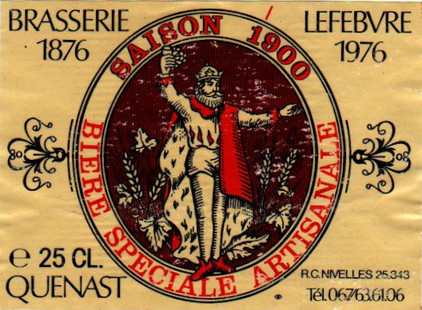 BRASSERIE
1876
LEFEBVRE
1976
SAISON 1900
BIERE SPECIALE ARTISANALE
e 25 CL.
QUENAST
R.C. NIVELLES 25.343
Tél. 067.63.61.06